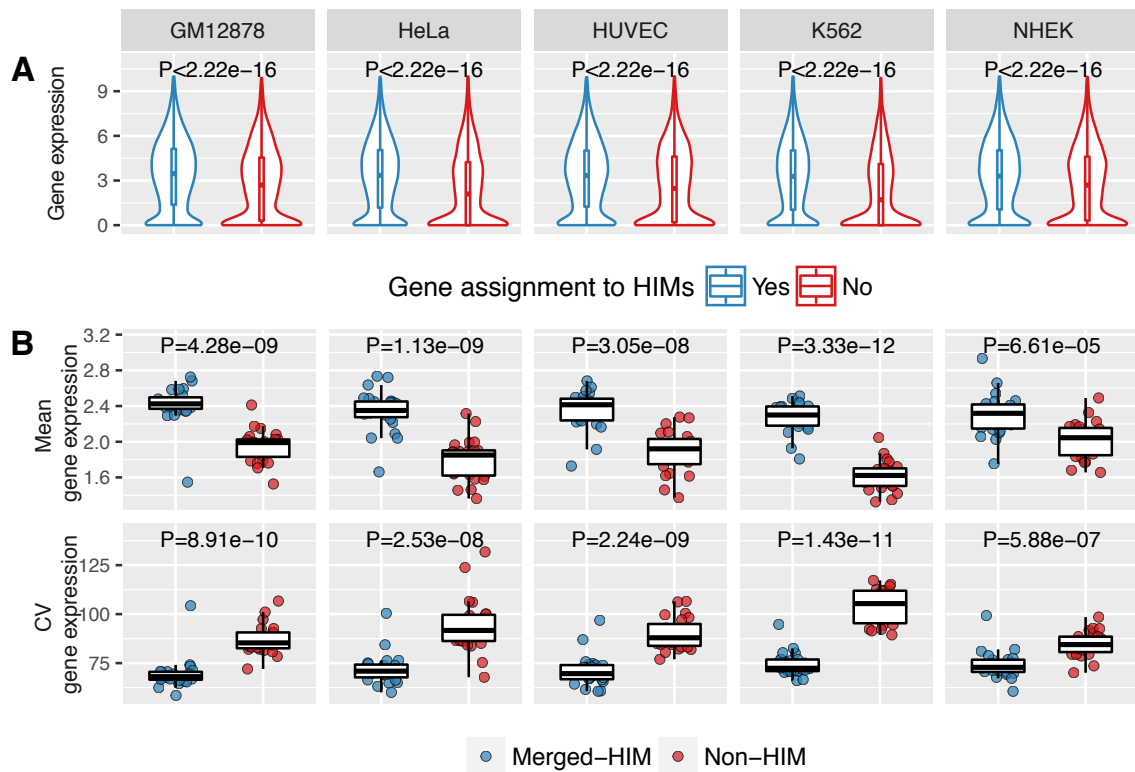 GM12878 HeLa HUVEC K562 NHEK
A
P<2.22e−16 P<2.22e−16 P<2.22e−16 P<2.22e−16 P<2.22e−16
Gene expression
9
6
3
0
Gene assignment to HIMs Yes No
B
P=4.28e−09 P=1.13e−09 P=3.05e−08 P=3.33e−12 P=6.61e−05
Mean
gene expression
3.2
2.8
2.4
2.0
1.6
P=8.91e−10 P=2.53e−08 P=2.24e−09 P=1.43e−11 P=5.88e−07
CV
gene expression
125
100
75
Merged−HIM Non−HIM